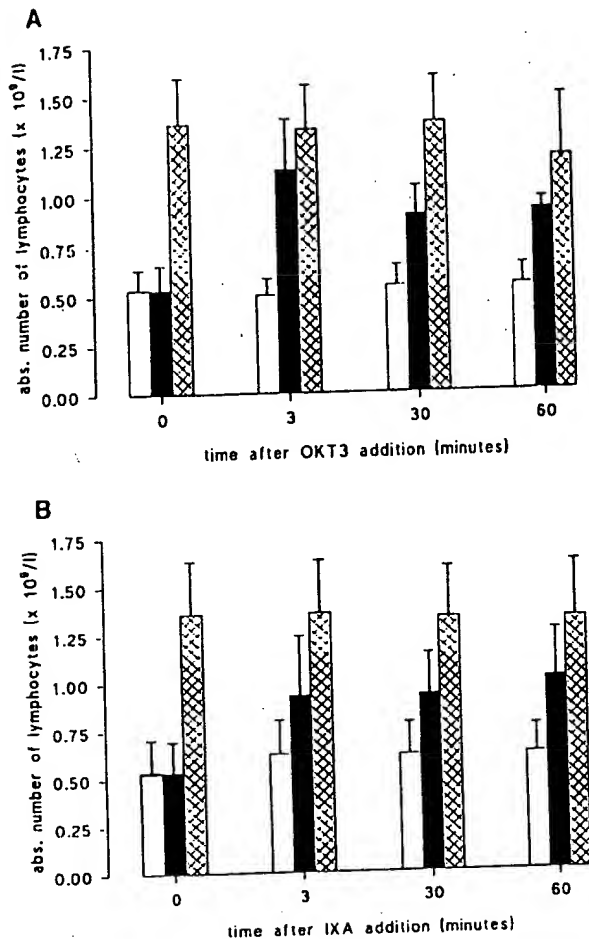 A
abs. number of lymphocytes (x 10⁹/l)
1.75
1.50
1.25
1.00
0.75
0.50
0.25
0.00
0 3 30 60
time after OKT3 addition (minutes)
B
abs. number of lymphocytes (x 10⁹/l)
1.75
1.50
1.25
1.00
0.75
0.50
0.25
0.00
0 3 30 60
time after IXA addition (minutes)